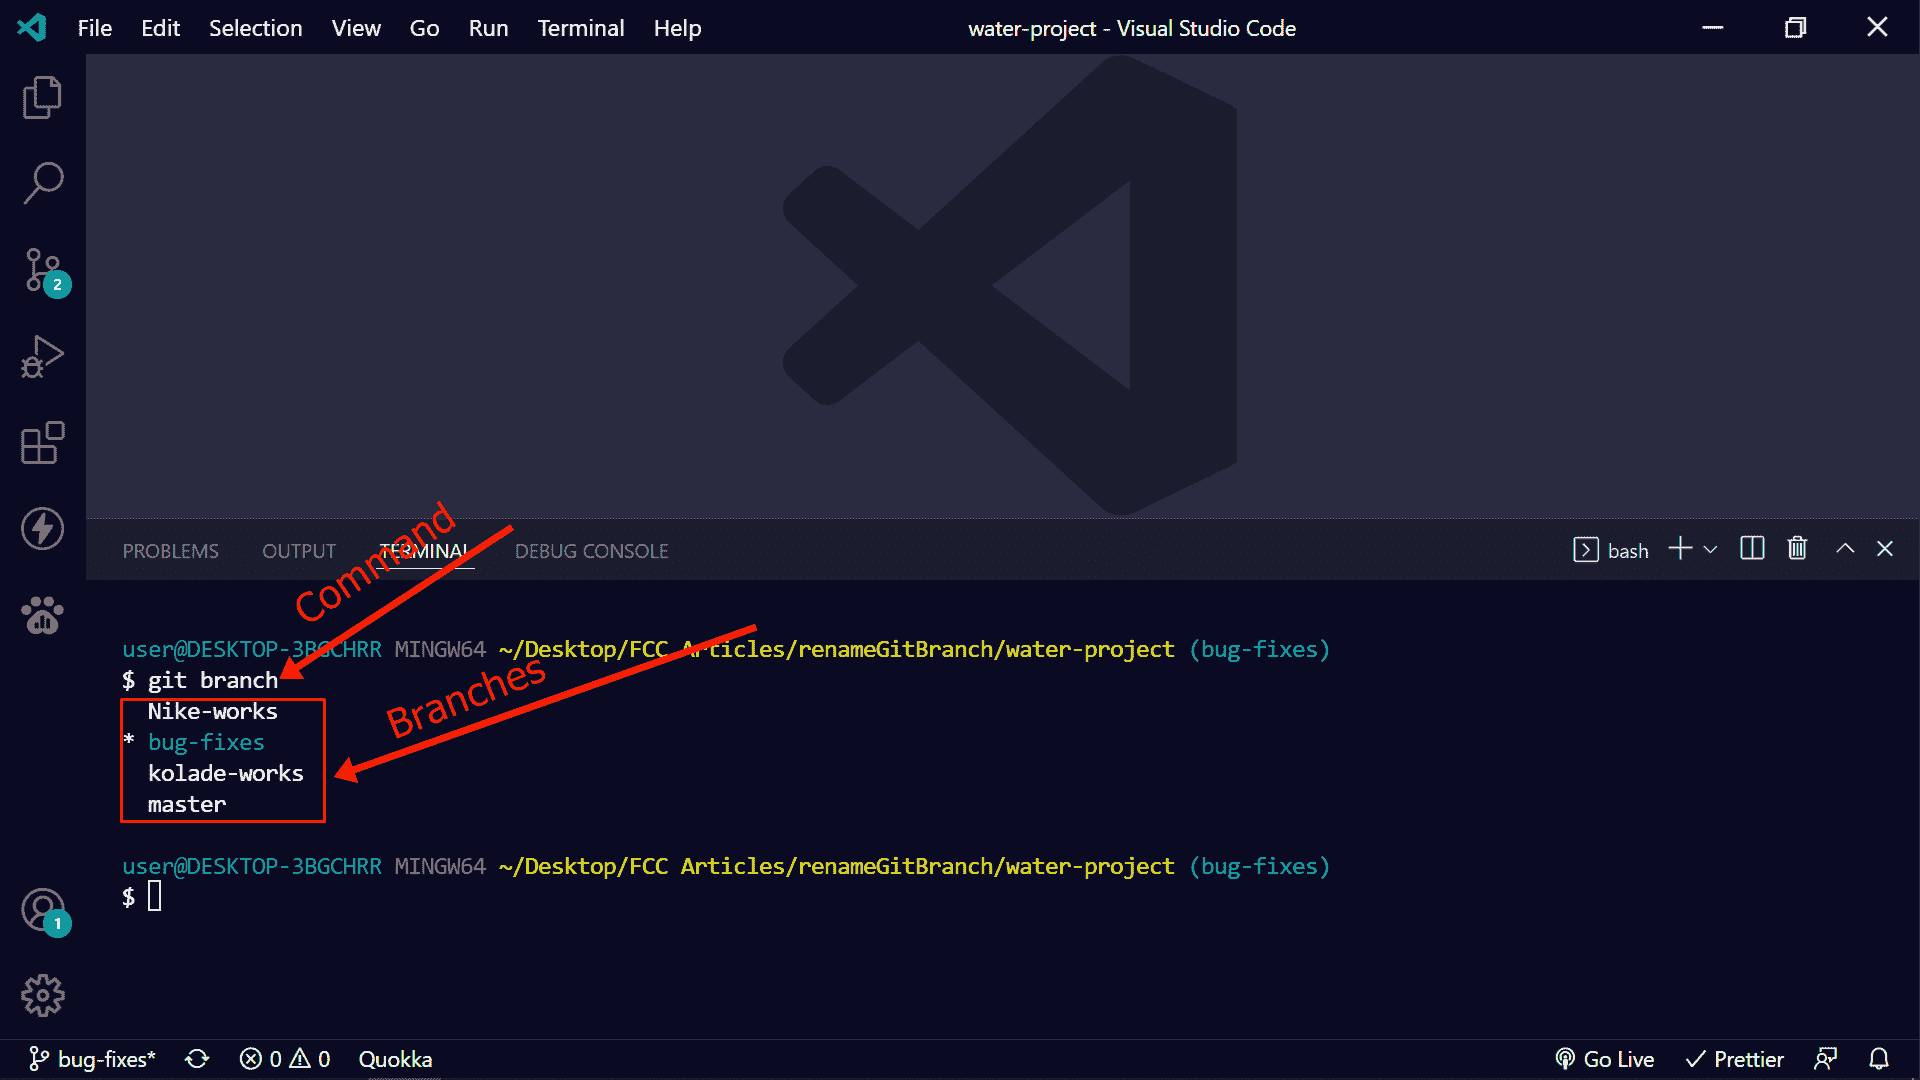 File Edit Selection View Go Run Terminal Help water-project - Visual Studio Code
2
Command
PROBLEMS OUTPUT TERMINAL DEBUG CONSOLE bash
user@DESKTOP-3BGCHRR MINGW64 ~/Desktop/FCC Articles/renameGitBranch/water-project (bug-fixes)
$ git branch
Branches
Nike-works
* bug-fixes
kolade-works
master
user@DESKTOP-3BGCHRR MINGW64 ~/Desktop/FCC Articles/renameGitBranch/water-project (bug-fixes)
$
1
bug-fixes* 0 0 Quokka Go Live Prettier